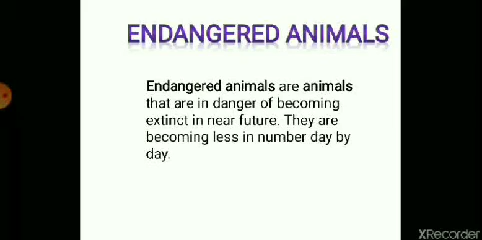 ENDANGERED ANIMALS
Endangered animals are animals
that are in danger of becoming
extinct in near future. They are
becoming less in number day by
day.
XRecorder